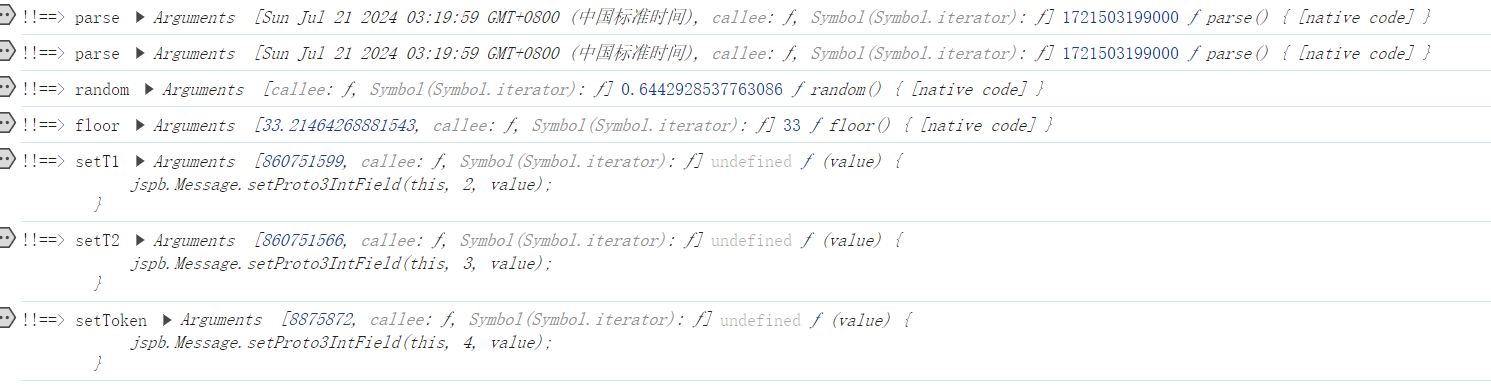 !!==> parse ▶ Arguments [Sun Jul 21 2024 03:19:59 GMT+0800 (中国标准时间), callee: ƒ, Symbol(Symbol.iterator): ƒ] 1721503199000 ƒ parse() { [native code] }
!!==> parse ▶ Arguments [Sun Jul 21 2024 03:19:59 GMT+0800 (中国标准时间), callee: ƒ, Symbol(Symbol.iterator): ƒ] 1721503199000 ƒ parse() { [native code] }
!!==> random ▶ Arguments [callee: ƒ, Symbol(Symbol.iterator): ƒ] 0.6442928537763086 ƒ random() { [native code] }
!!==> floor ▶ Arguments [33.21464268881543, callee: ƒ, Symbol(Symbol.iterator): ƒ] 33 ƒ floor() { [native code] }
!!==> setT1 ▶ Arguments [860751599, callee: ƒ, Symbol(Symbol.iterator): ƒ] undefined ƒ (value) {
jspb.Message.setProto3IntField(this, 2, value);
}
!!==> setT2 ▶ Arguments [860751566, callee: ƒ, Symbol(Symbol.iterator): ƒ] undefined ƒ (value) {
jspb.Message.setProto3IntField(this, 3, value);
}
!!==> setToken ▶ Arguments [8875872, callee: ƒ, Symbol(Symbol.iterator): ƒ] undefined ƒ (value) {
jspb.Message.setProto3IntField(this, 4, value);
}